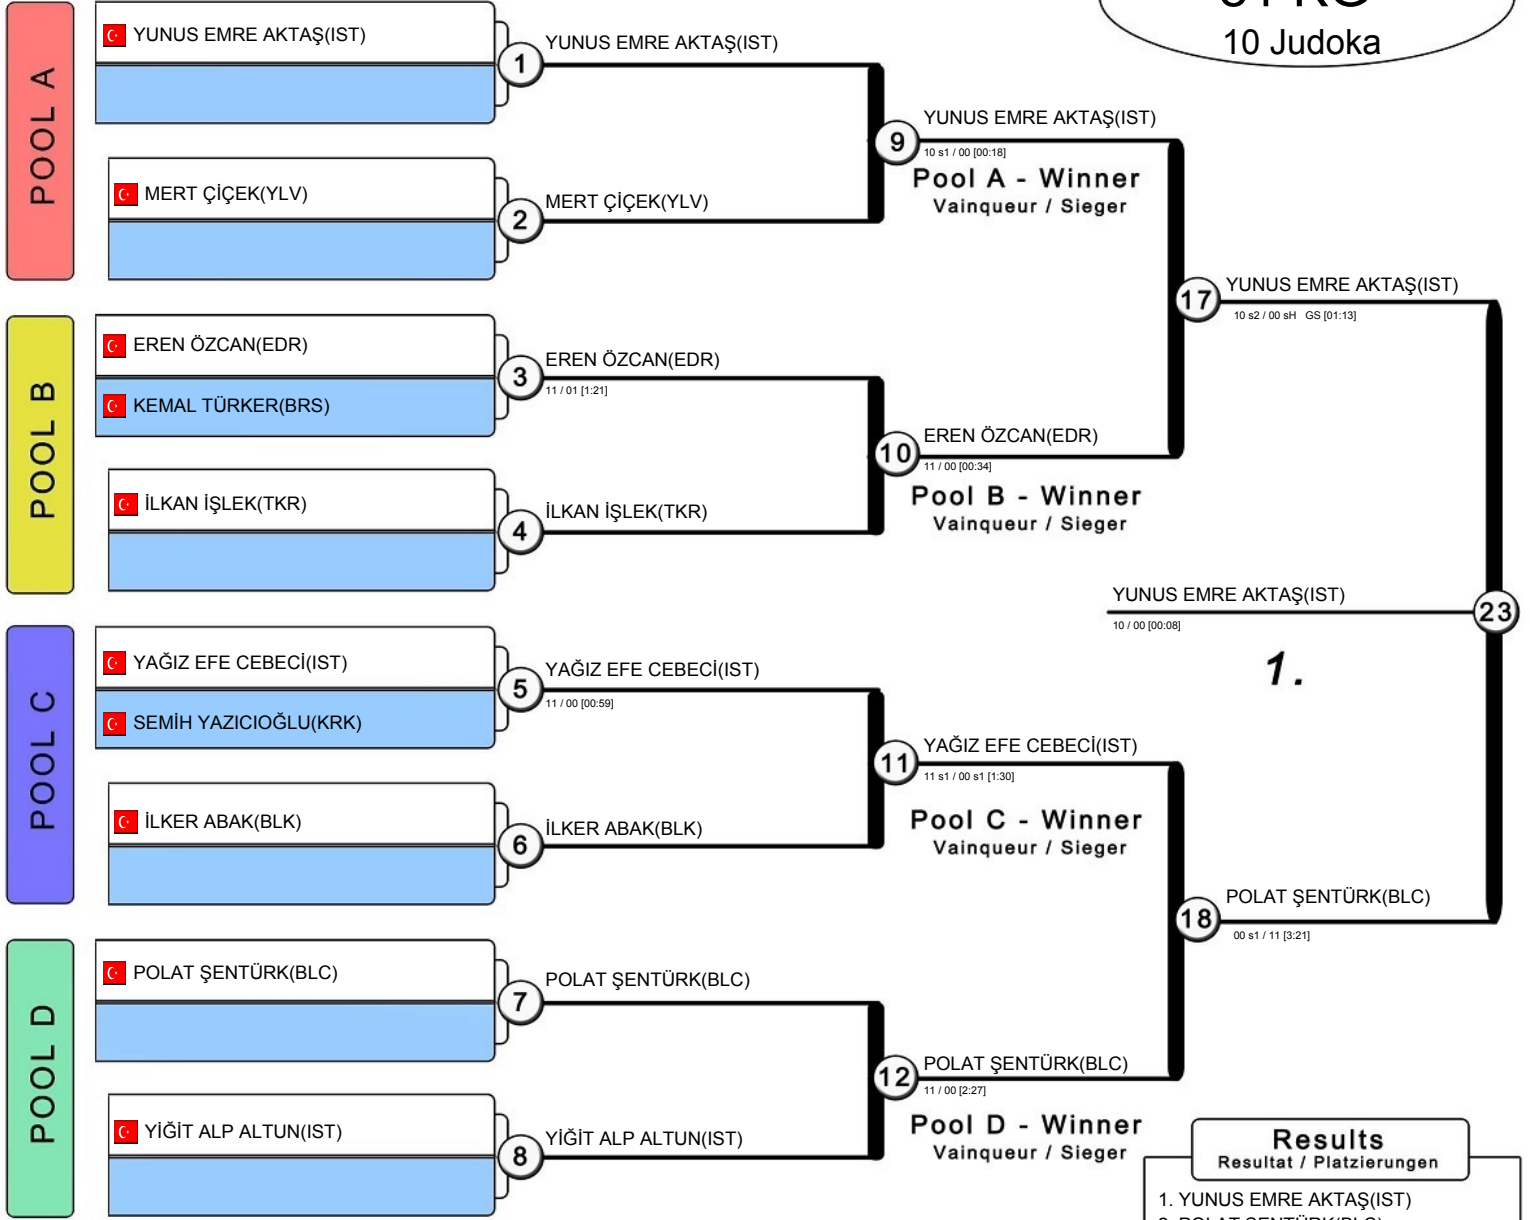 10 Judoka
POOL A
YUNUS EMRE AKTAŞ(IST)
1
YUNUS EMRE AKTAŞ(IST)
MERT ÇİÇEK(YLV)
2
MERT ÇİÇEK(YLV)
9
YUNUS EMRE AKTAŞ(IST)
10 s1 / 00 [00:18]
Pool A - Winner
Vainqueur / Sieger
POOL B
EREN ÖZCAN(EDR)
KEMAL TÜRKER(BRS)
3
EREN ÖZCAN(EDR)
11 / 01 [1:21]
İLKAN İŞLEK(TKR)
4
İLKAN İŞLEK(TKR)
10
EREN ÖZCAN(EDR)
11 / 00 [00:34]
Pool B - Winner
Vainqueur / Sieger
17
YUNUS EMRE AKTAŞ(IST)
10 s2 / 00 sH GS [01:13]
POOL C
YAĞIZ EFE CEBECİ(IST)
SEMİH YAZICIOĞLU(KRK)
5
YAĞIZ EFE CEBECİ(IST)
11 / 00 [00:59]
İLKER ABAK(BLK)
6
İLKER ABAK(BLK)
11
YAĞIZ EFE CEBECİ(IST)
11 s1 / 00 s1 [1:30]
Pool C - Winner
Vainqueur / Sieger
POOL D
POLAT ŞENTÜRK(BLC)
7
POLAT ŞENTÜRK(BLC)
YİĞİT ALP ALTUN(IST)
8
YİĞİT ALP ALTUN(IST)
12
POLAT ŞENTÜRK(BLC)
11 / 00 [2:27]
Pool D - Winner
Vainqueur / Sieger
18
POLAT ŞENTÜRK(BLC)
00 s1 / 11 [3:21]
YUNUS EMRE AKTAŞ(IST)
23
10 / 00 [00:08]
1.
Results
Resultat / Platzierungen
1. YUNUS EMRE AKTAŞ(IST)